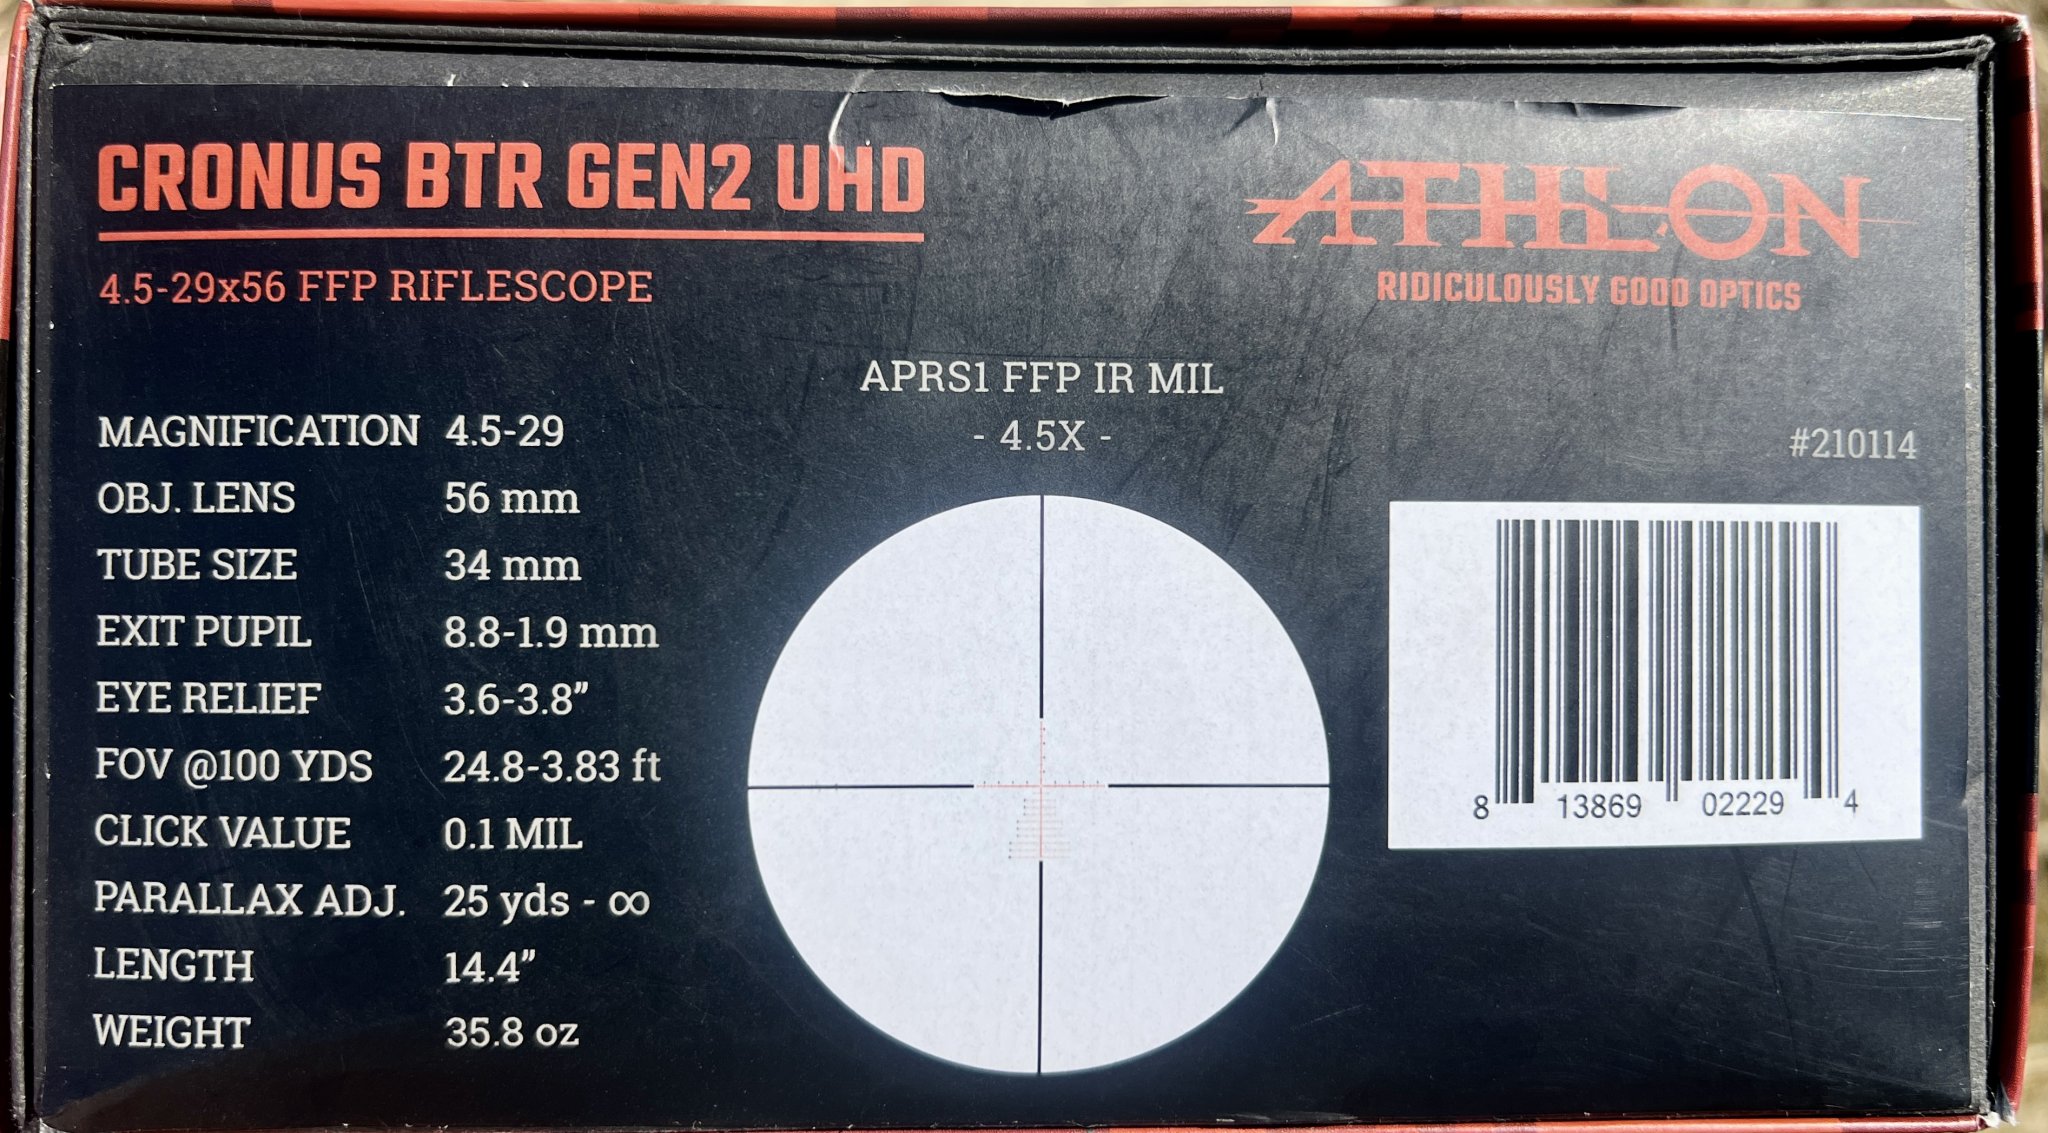 CRONUS BTR GEN2 UHD
4.5-29x56 FFP RIFLESCOPE
ATHLON
RIDICULOUSLY GOOD OPTICS
MAGNIFICATION 4.5-29
OBJ. LENS 56 mm
TUBE SIZE 34 mm
EXIT PUPIL 8.8-1.9 mm
EYE RELIEF 3.6-3.8”
FOV @100 YDS 24.8-3.83 ft
CLICK VALUE 0.1 MIL
PARALLAX ADJ. 25 yds - ∞
LENGTH 14.4”
WEIGHT 35.8 oz
APRS1 FFP IR MIL
- 4.5X -
#210114
8 13869 02229 4